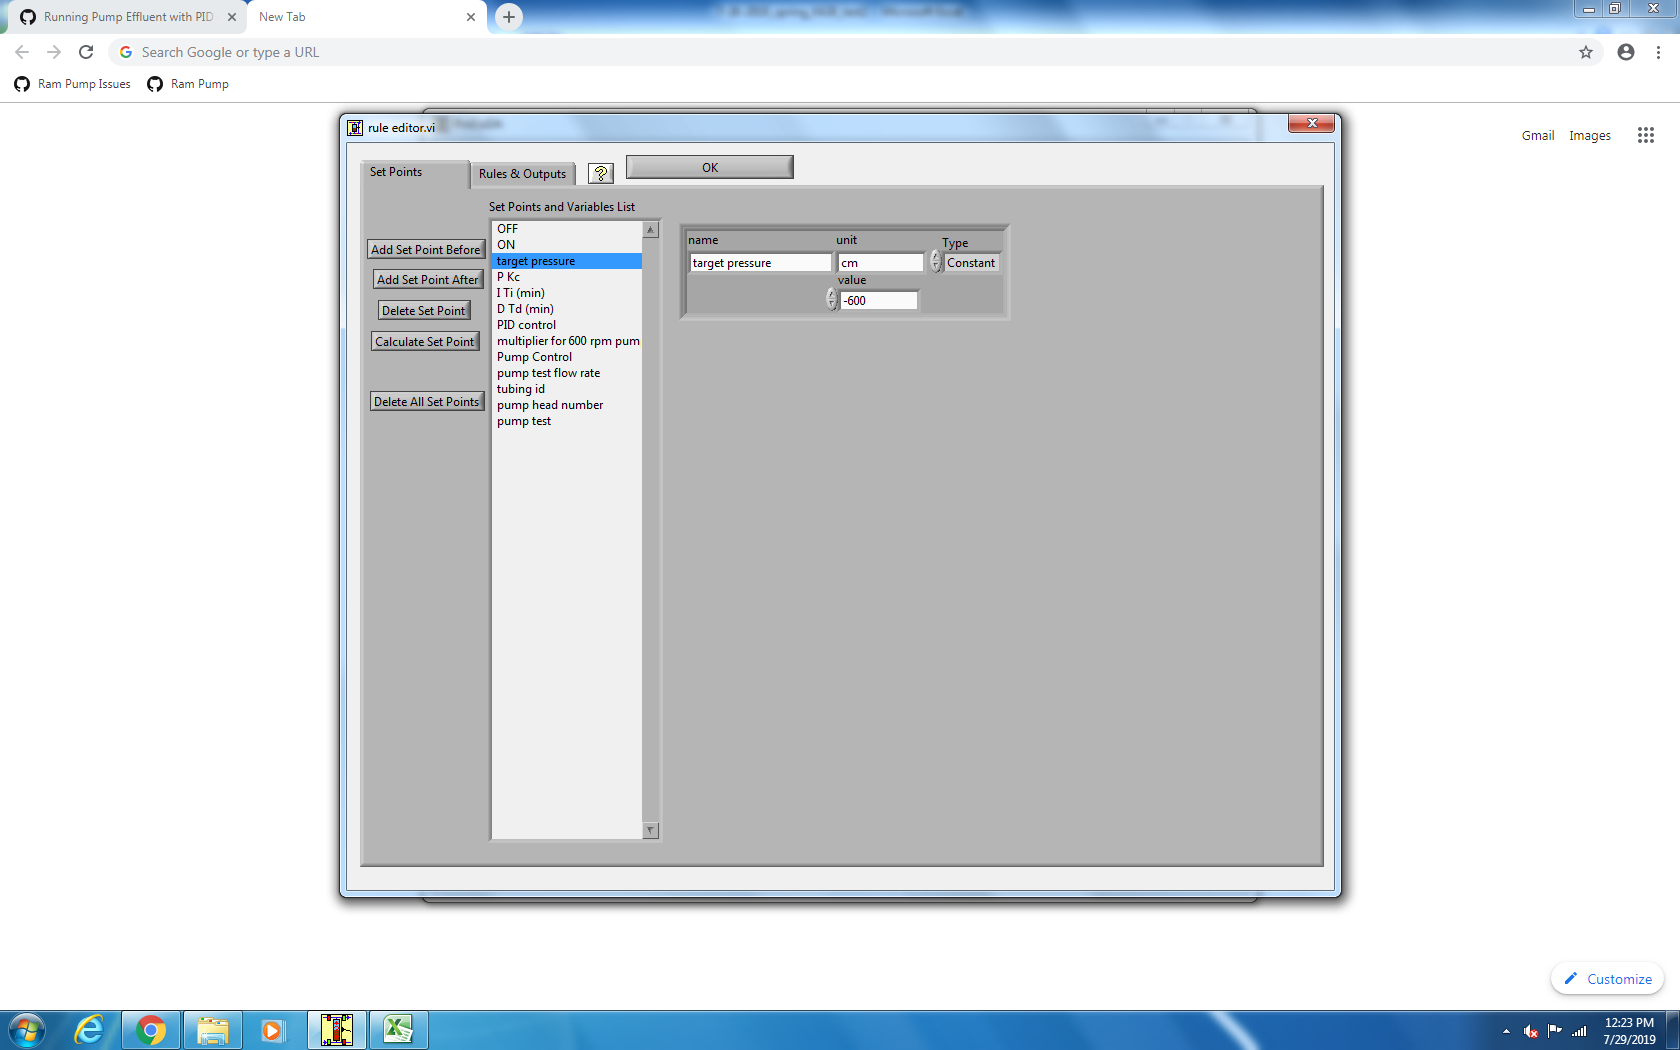 Running Pump Effluent with PID
New Tab
Search Google or type a URL
Ram Pump Issues
Ram Pump
Gmail
Images
rule editor.vi
Set Points
Rules & Outputs
?
OK
Set Points and Variables List
Add Set Point Before
Add Set Point After
Delete Set Point
Calculate Set Point
Delete All Set Points
OFF
ON
target pressure
P Kc
I Ti (min)
D Td (min)
PID control
multiplier for 600 rpm pum
Pump Control
pump test flow rate
tubing id
pump head number
pump test
name
unit
Type
target pressure
cm
Constant
value
-600
Customize
12:23 PM
7/29/2019